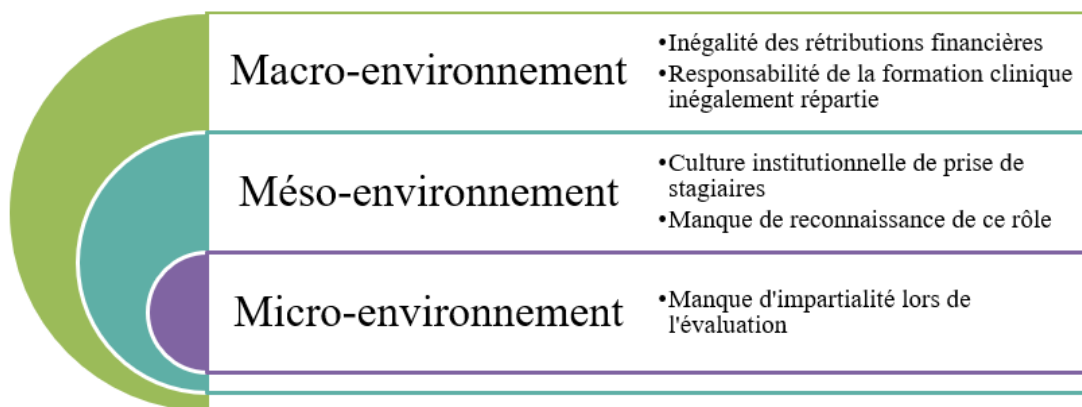 Macro-environnement
•Inégalité des rétributions financières
•Responsabilité de la formation clinique
inégalement répartie
Méso-environnement
•Culture institutionnelle de prise de
stagiaires
•Manque de reconnaissance de ce rôle
Micro-environnement
•Manque d'impartialité lors de
l'évaluation